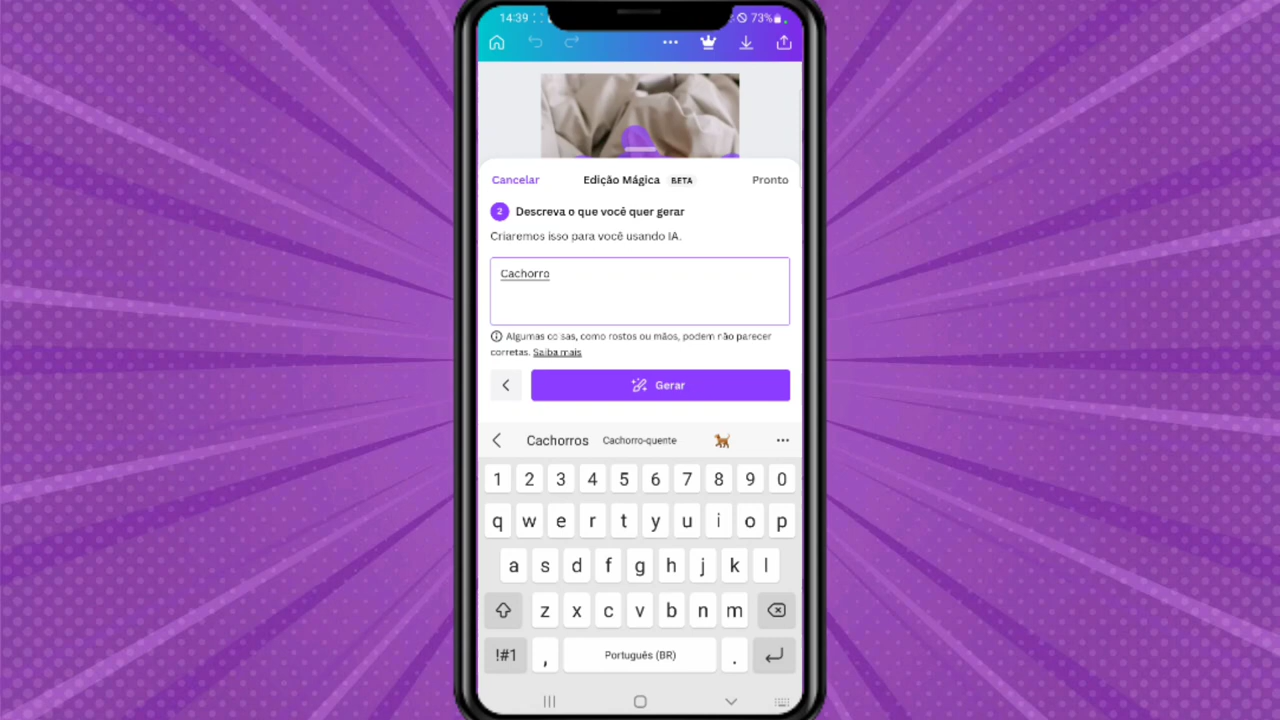 14:39
73%
Cancelar
Edição Mágica BETA
Pronto
2 Descreva o que você quer gerar
Criaremos isso para você usando IA.
Cachorro
Algumas co sas, como rostos ou mãos, podem não parecer
corretas. Saiba mais
Gerar
Cachorros Cachorro-quente
1 2 3 4 5 6 7 8 9 0
q w e r t y u i o p
a s d f g h j k l
z x c v b n m
!#1 , Português (BR) .